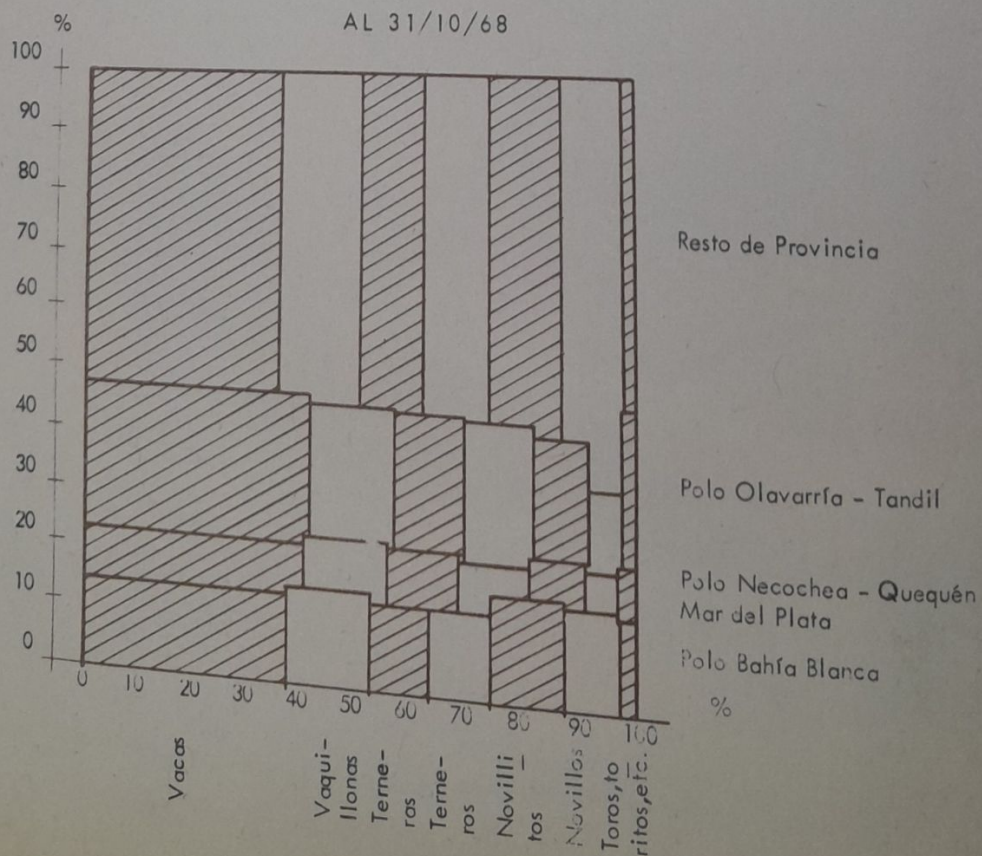 %
AL 31/10/68
100
90
80
70
60
50
40
30
20
10
0
Resto de Provincia
Polo Olavarría - Tandil
Polo Necochea - Quequén
Mar del Plata
Polo Bahía Blanca
%
0 10 20 30 40 50 60 70 80 90 100
Vacas
Vaqui-
llonas
Terne-
ras
Terne-
ros
Novilli
tos
Novillos
Toros,to
ritos,etc.